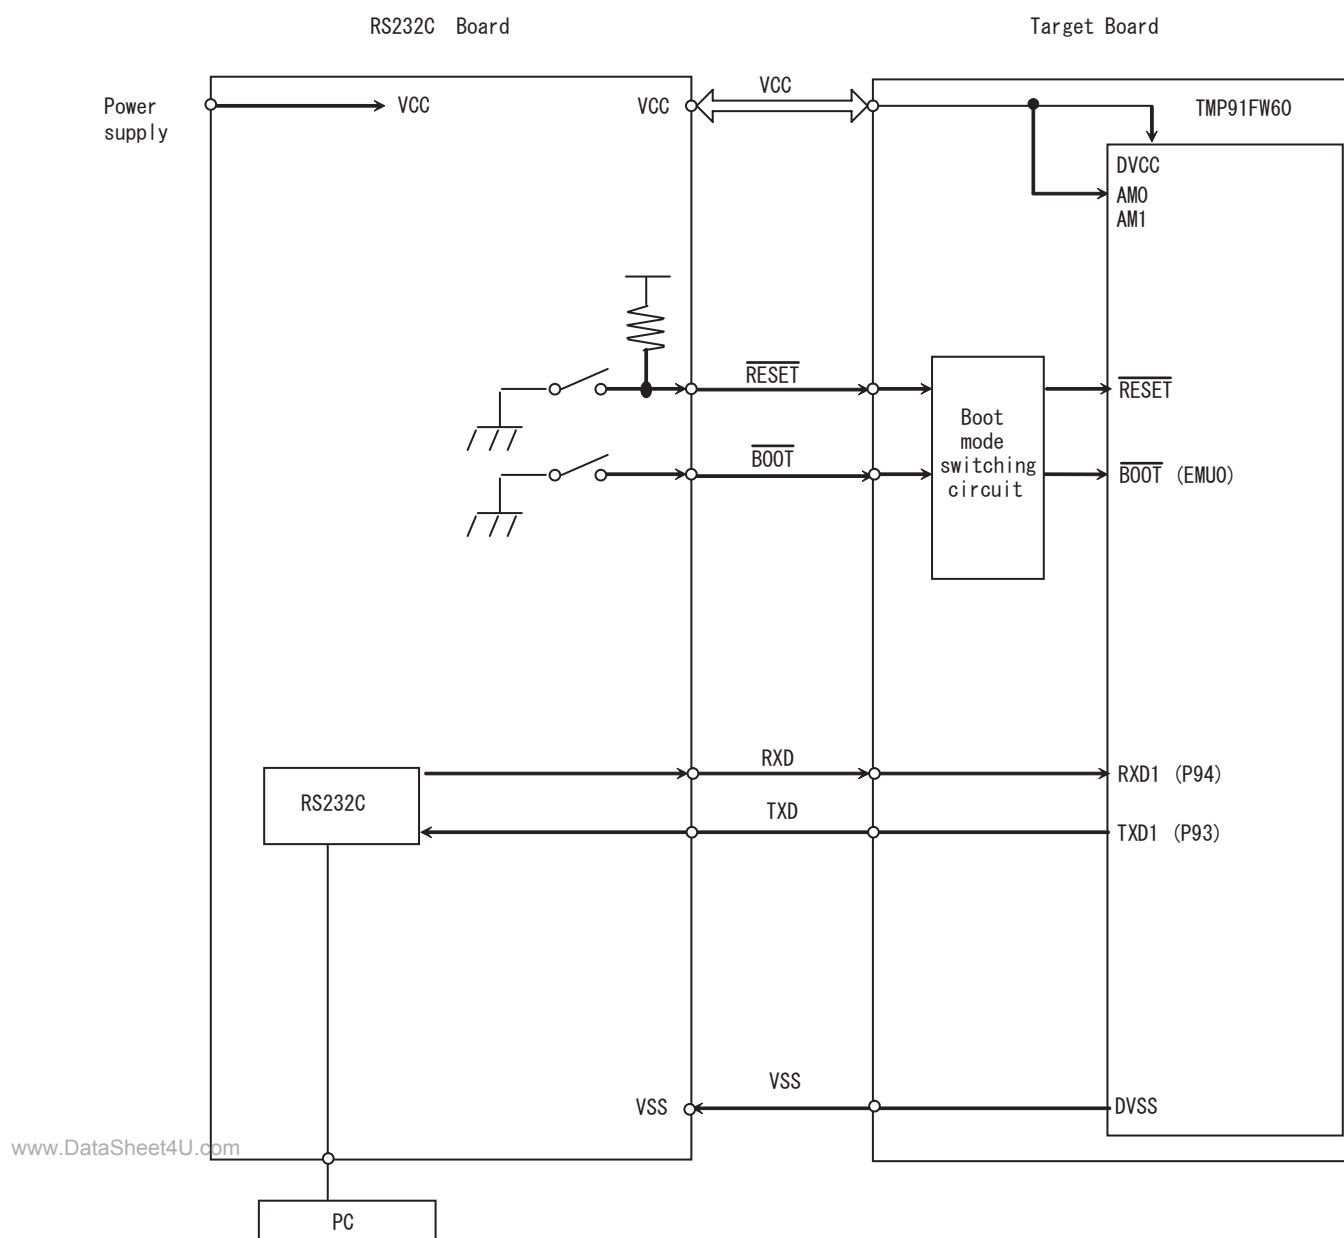 RS232C Board
Target Board
Power
supply
VCC
VCC
VCC
TMP91FW60
DVCC
AM0
AM1
RESET
RESET
Boot
mode
switching
circuit
BOOT
BOOT (EMU0)
RXD
RXD1 (P94)
RS232C
TXD
TXD1 (P93)
VSS
VSS
DVSS
www.DataSheet4U.com
PC